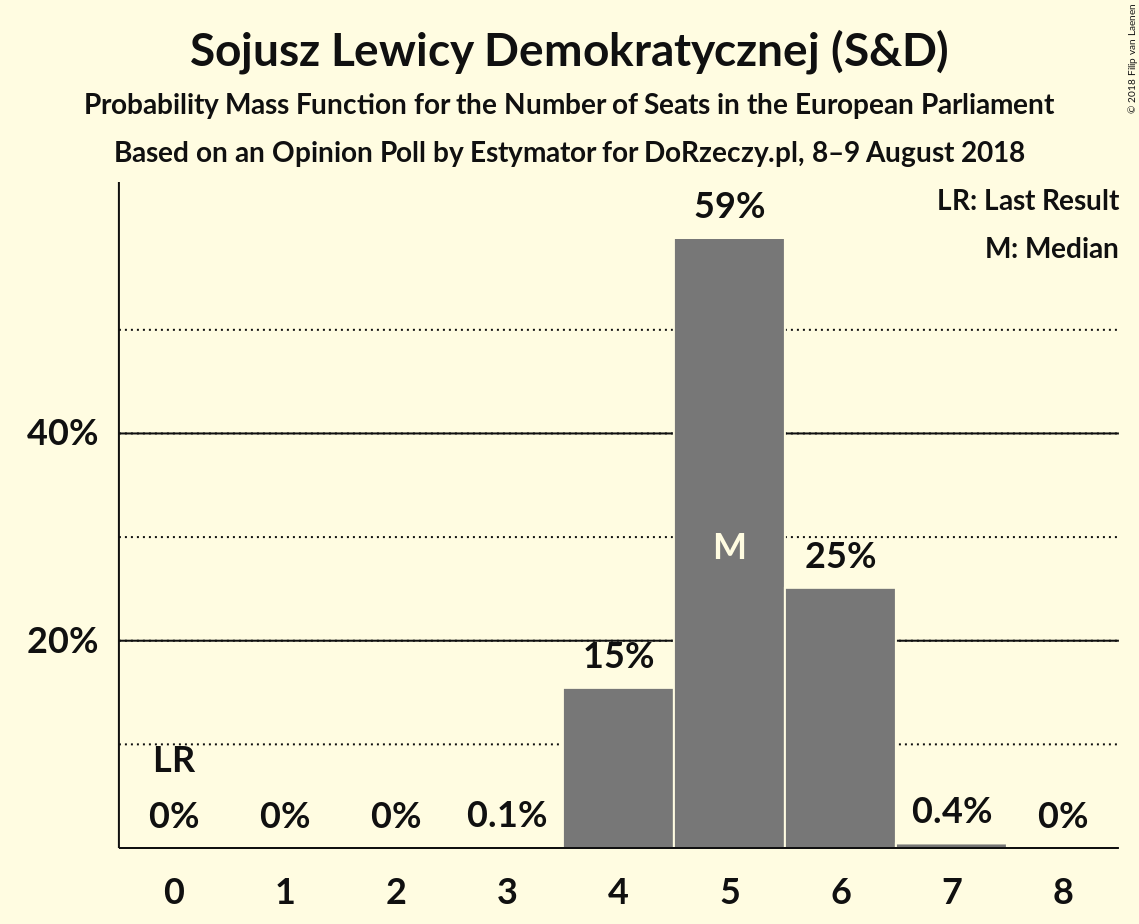 Sojusz Lewicy Demokratycznej (S&D)
Probability Mass Function for the Number of Seats in the European Parliament
Based on an Opinion Poll by Estymator for DoRzeczy.pl, 8–9 August 2018
© 2018 Filip van Laenen
LR: Last Result
M: Median
59%
40%
M
25%
20%
15%
LR
0% 0% 0% 0.1% 0.4% 0%
0 1 2 3 4 5 6 7 8